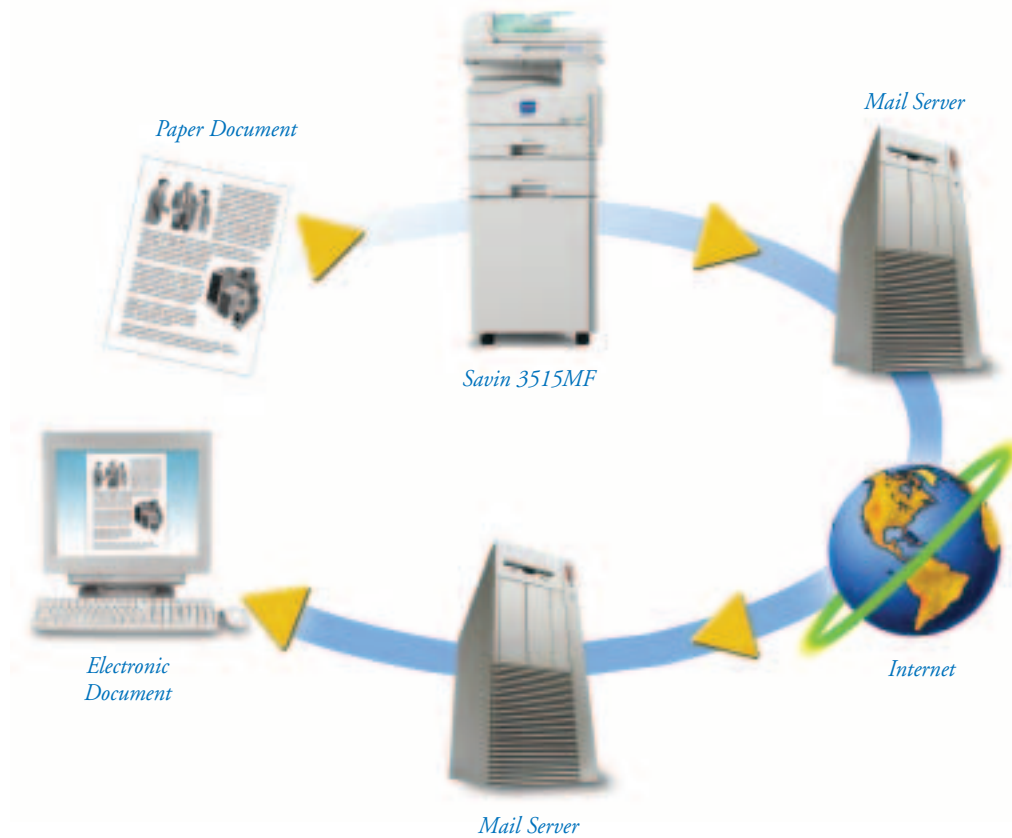 Paper Document
Mail Server
Savin 3515MF
Internet
Electronic
Document
Mail Server